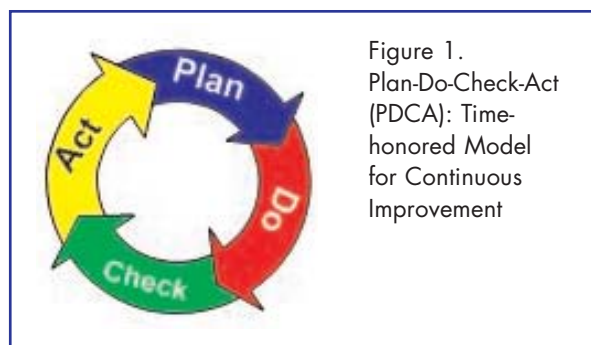 Plan
Do
Check
Act
Figure 1.
Plan-Do-Check-Act
(PDCA): Time-
honored Model
for Continuous
Improvement